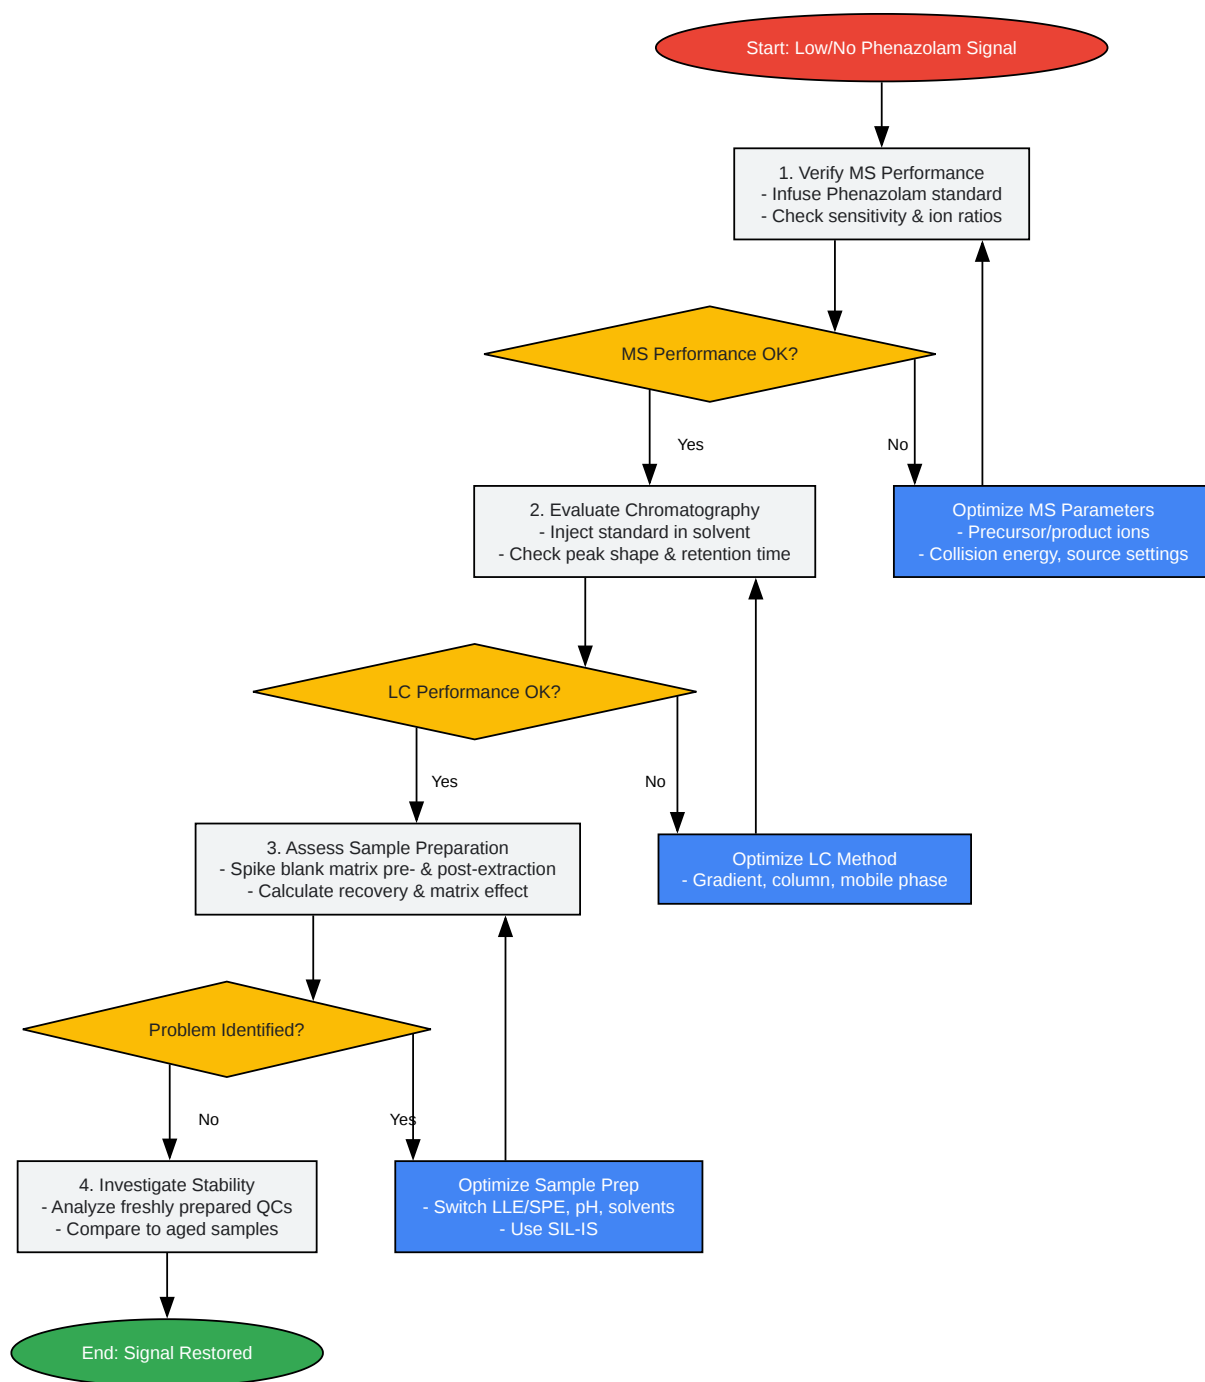 Start: Low/No Phenazolam Signal
1. Verify MS Performance
- Infuse Phenazolam standard
- Check sensitivity & ion ratios
MS Performance OK?
Yes
No
2. Evaluate Chromatography
- Inject standard in solvent
- Check peak shape & retention time
Optimize MS Parameters
- Precursor/product ions
- Collision energy, source settings
LC Performance OK?
Yes
No
3. Assess Sample Preparation
- Spike blank matrix pre- & post-extraction
- Calculate recovery & matrix effect
Optimize LC Method
- Gradient, column, mobile phase
Problem Identified?
No
Yes
4. Investigate Stability
- Analyze freshly prepared QCs
- Compare to aged samples
Optimize Sample Prep
- Switch LLE/SPE, pH, solvents
- Use SIL-IS
End: Signal Restored